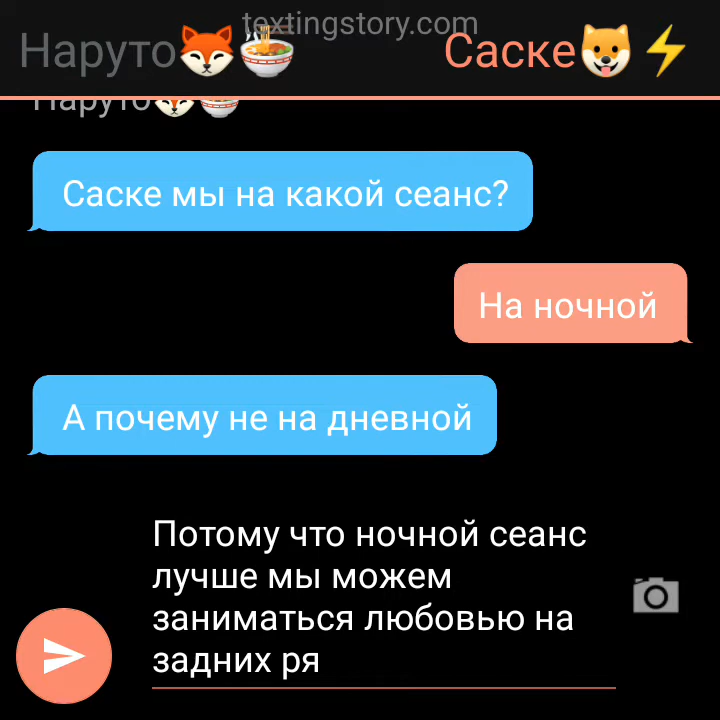 textingstory.com
Наруто🦊🍜
Саске🐶⚡
Наруто🦊🍜
Саске мы на какой сеанс?
На ночной
А почему не на дневной
Потому что ночной сеанс
лучше мы можем
заниматься любовью на
задних ря